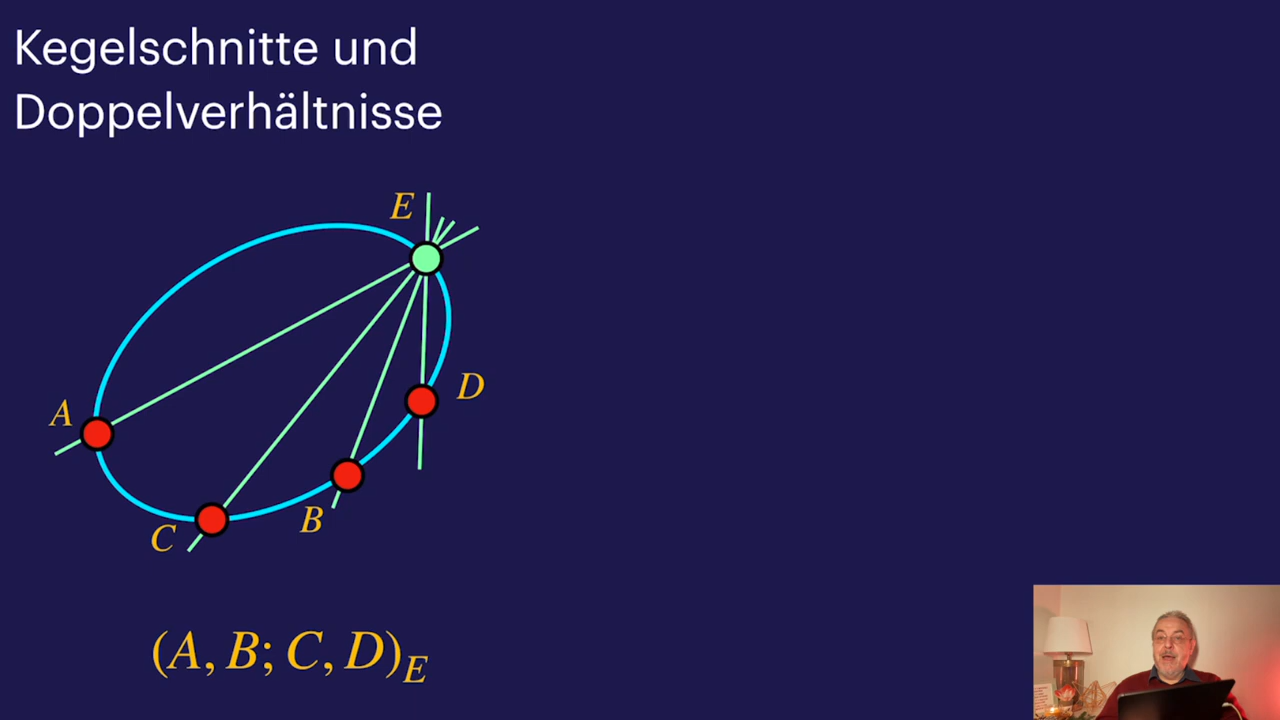 Kegelschnitte und
Doppelverhältnisse
E
A
D
C
B
(A, B; C, D)_E